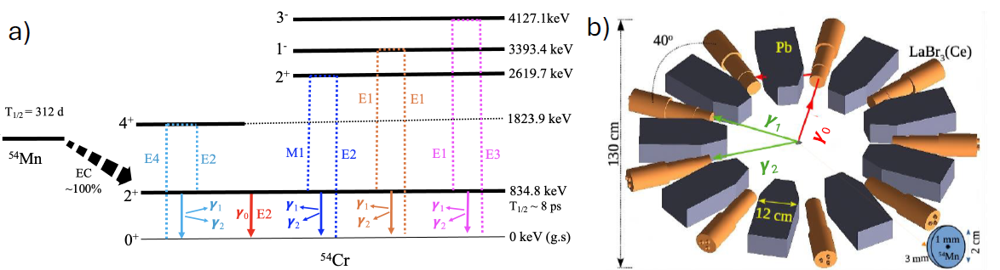 a)
3⁻
4127.1keV
1⁻
3393.4 keV
2⁺
2619.7 keV
E1
E1
T₁/₂ = 312 d
4⁺
1823.9 keV
⁵⁴Mn
E4
E2
M1
E2
E1
E3
EC
~100%
2⁺
834.8 keV
γ₁
γ₂
γ₀
E2
γ₁
γ₂
γ₁
γ₂
γ₁
γ₂
T₁/₂ ~ 8 ps
0⁺
0 keV (g.s)
⁵⁴Cr
b)
40º
Pb
LaBr₃(Ce)
130 cm
γ₁
γ₀
γ₂
12 cm
1 mm
⁵⁴Mn
3 mm
2 cm